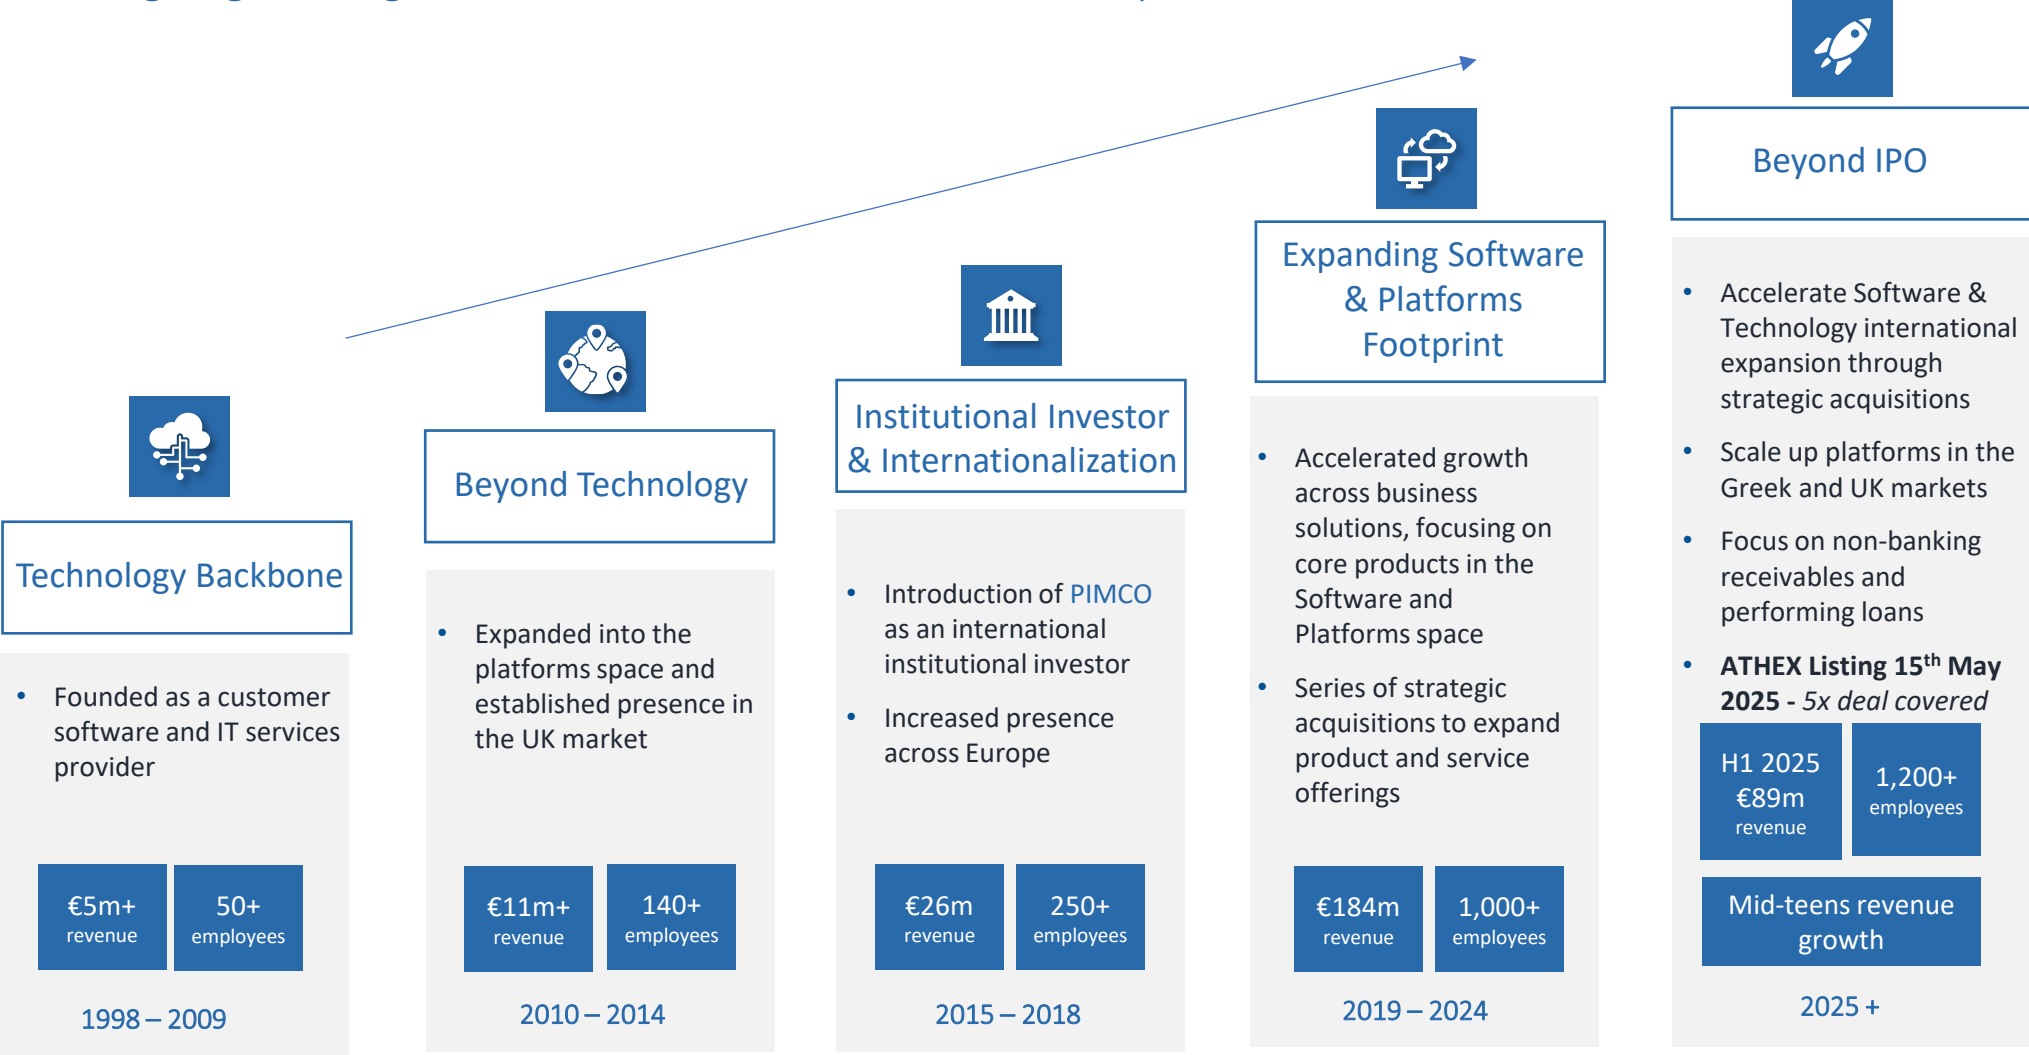 Technology Backbone
• Founded as a customer
software and IT services
provider
€5m+
revenue
50+
employees
1998 – 2009
Beyond Technology
• Expanded into the
platforms space and
established presence in
the UK market
€11m+
revenue
140+
employees
2010 – 2014
Institutional Investor
& Internationalization
• Introduction of PIMCO
as an international
institutional investor
• Increased presence
across Europe
€26m
revenue
250+
employees
2015 – 2018
Expanding Software
& Platforms
Footprint
• Accelerated growth
across business
solutions, focusing on
core products in the
Software and
Platforms space
• Series of strategic
acquisitions to expand
product and service
offerings
€184m
revenue
1,000+
employees
2019 – 2024
Beyond IPO
• Accelerate Software &
Technology international
expansion through
strategic acquisitions
• Scale up platforms in the
Greek and UK markets
• Focus on non-banking
receivables and
performing loans
• ATHEX Listing 15th May
2025 - 5x deal covered
H1 2025
€89m
revenue
1,200+
employees
Mid-teens revenue
growth
2025 +